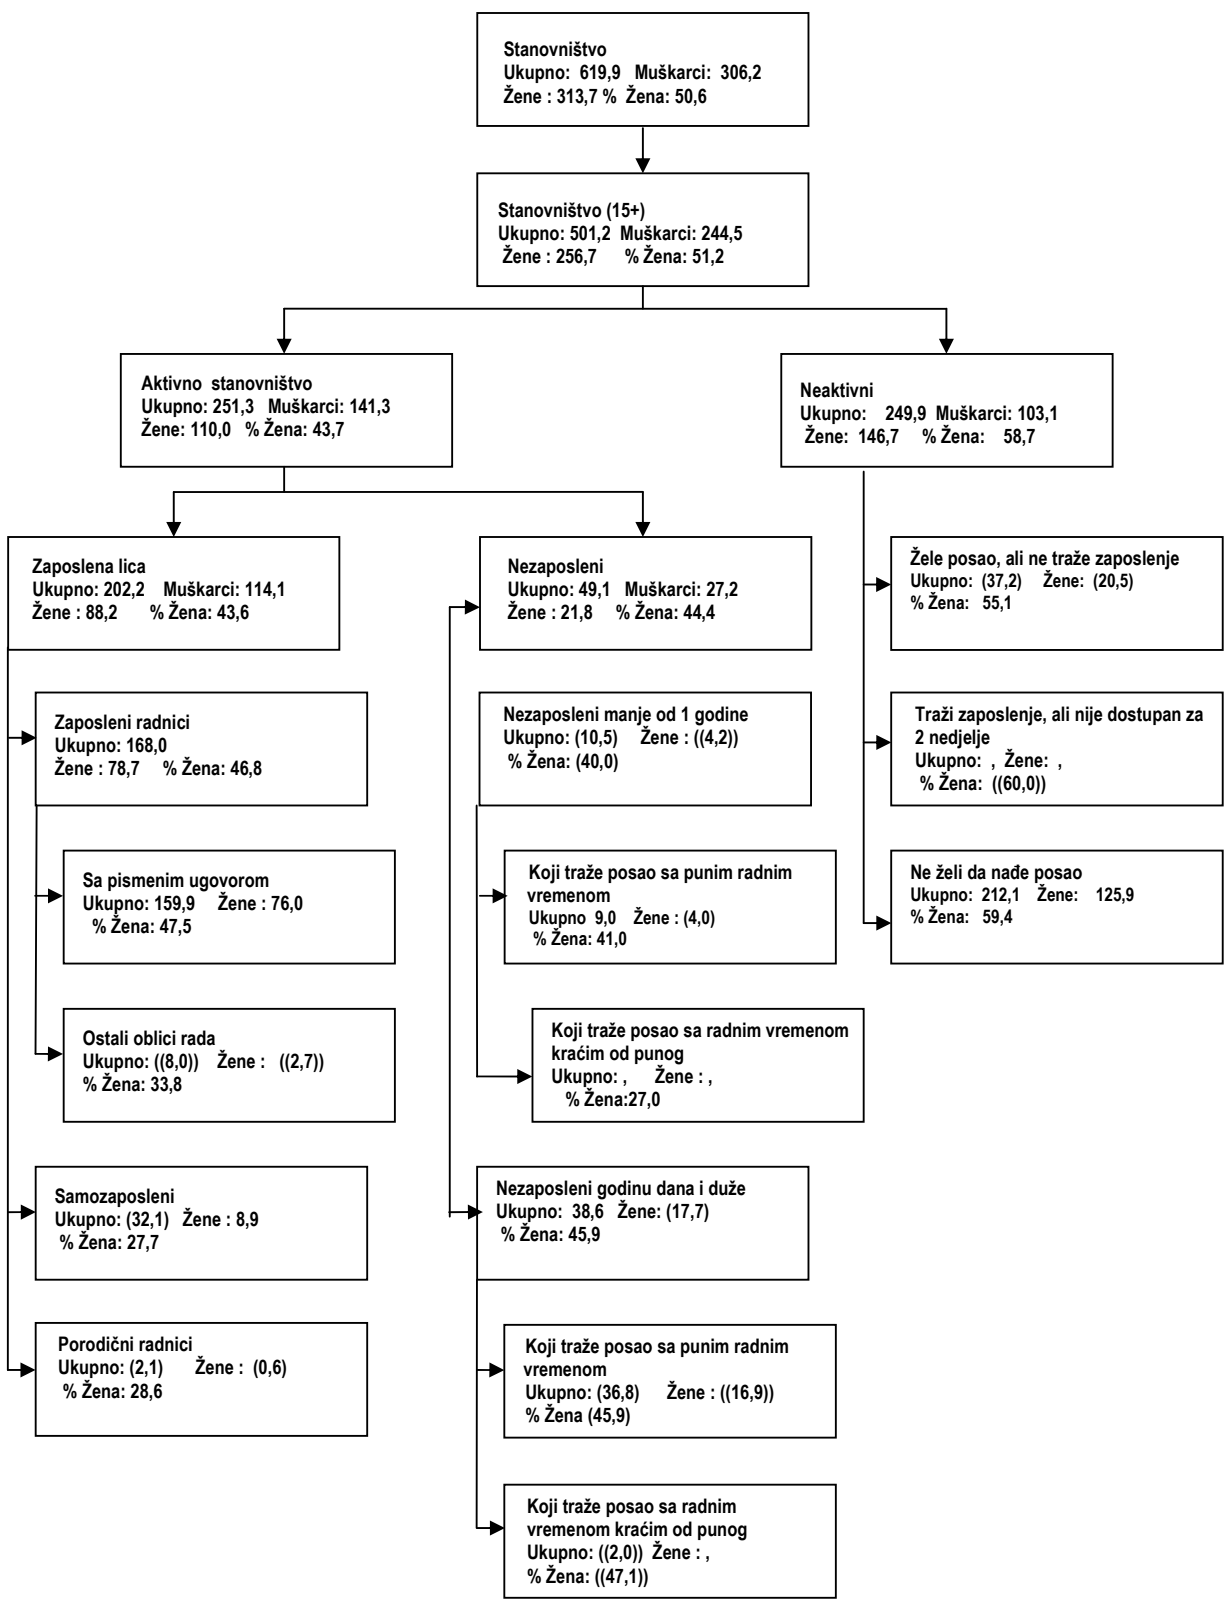 Stanovništvo
Ukupno: 619,9 Muškarci: 306,2
Žene : 313,7 % Žena: 50,6
Stanovništvo (15+)
Ukupno: 501,2 Muškarci: 244,5
Žene : 256,7 % Žena: 51,2
Aktivno stanovništvo
Ukupno: 251,3 Muškarci: 141,3
Žene: 110,0 % Žena: 43,7
Neaktivni
Ukupno: 249,9 Muškarci: 103,1
Žene: 146,7 % Žena: 58,7
Zaposlena lica
Ukupno: 202,2 Muškarci: 114,1
Žene : 88,2 % Žena: 43,6
Nezaposleni
Ukupno: 49,1 Muškarci: 27,2
Žene : 21,8 % Žena: 44,4
Žele posao, ali ne traže zaposlenje
Ukupno: (37,2) Žene: (20,5)
% Žena: 55,1
Zaposleni radnici
Ukupno: 168,0
Žene : 78,7 % Žena: 46,8
Nezaposleni manje od 1 godine
Ukupno: (10,5) Žene : ((4,2))
% Žena: (40,0)
Traži zaposlenje, ali nije dostupan za
2 nedjelje
Ukupno: , Žene: ,
% Žena: ((60,0))
Sa pismenim ugovorom
Ukupno: 159,9 Žene : 76,0
% Žena: 47,5
Koji traže posao sa punim radnim
vremenom
Ukupno 9,0 Žene : (4,0)
% Žena: 41,0
Ne želi da nađe posao
Ukupno: 212,1 Žene: 125,9
% Žena: 59,4
Ostali oblici rada
Ukupno: ((8,0)) Žene : ((2,7))
% Žena: 33,8
Koji traže posao sa radnim vremenom
kraćim od punog
Ukupno: , Žene : ,
% Žena:27,0
Samozaposleni
Ukupno: (32,1) Žene : 8,9
% Žena: 27,7
Nezaposleni godinu dana i duže
Ukupno: 38,6 Žene: (17,7)
% Žena: 45,9
Porodični radnici
Ukupno: (2,1) Žene : (0,6)
% Žena: 28,6
Koji traže posao sa punim radnim
vremenom
Ukupno: (36,8) Žene : ((16,9))
% Žena (45,9)
Koji traže posao sa radnim
vremenom kraćim od punog
Ukupno: ((2,0)) Žene : ,
% Žena: ((47,1))